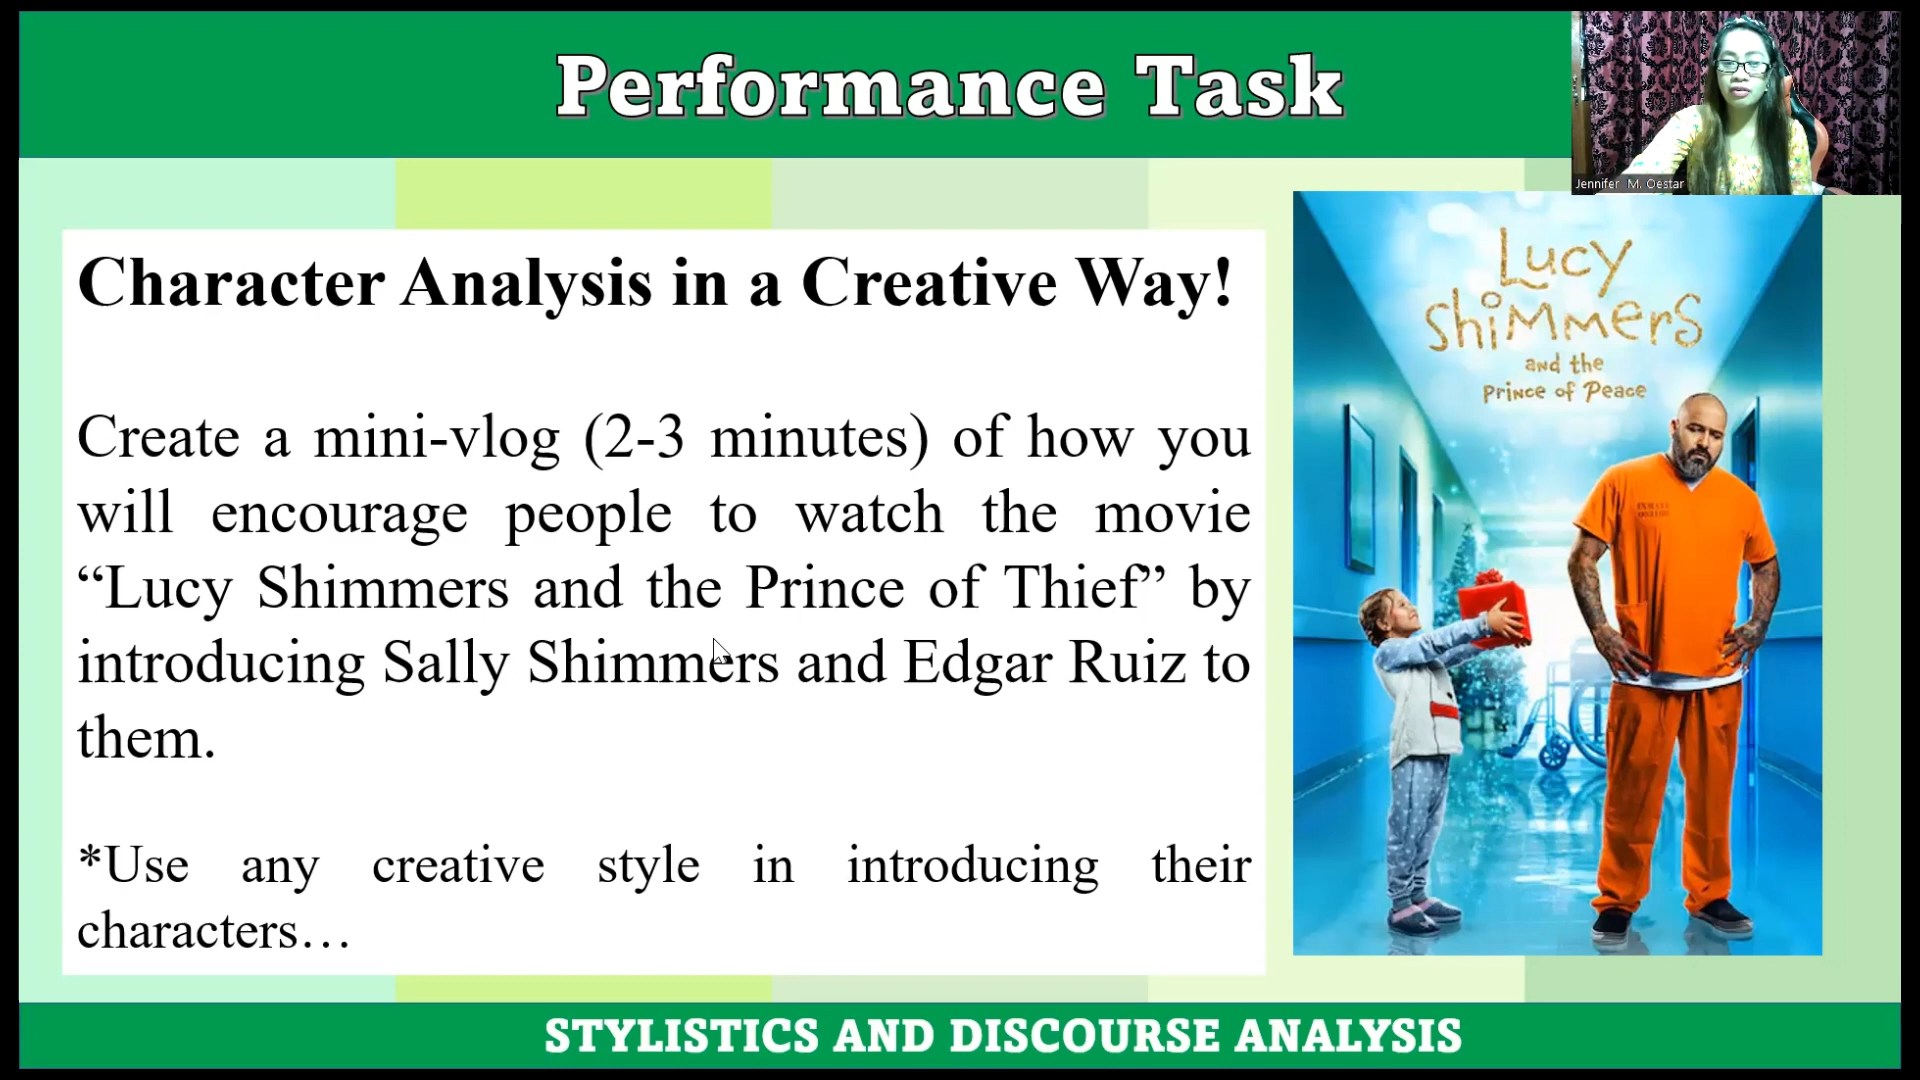 Performance Task
Jennifer M. Oestar
Character Analysis in a Creative Way!
Create a mini-vlog (2-3 minutes) of how you
will encourage people to watch the movie
“Lucy Shimmers and the Prince of Thief” by
introducing Sally Shimmers and Edgar Ruiz to
them.
*Use any creative style in introducing their
characters…
Lucy
Shimmers
and the
Prince of Peace
STYLISTICS AND DISCOURSE ANALYSIS